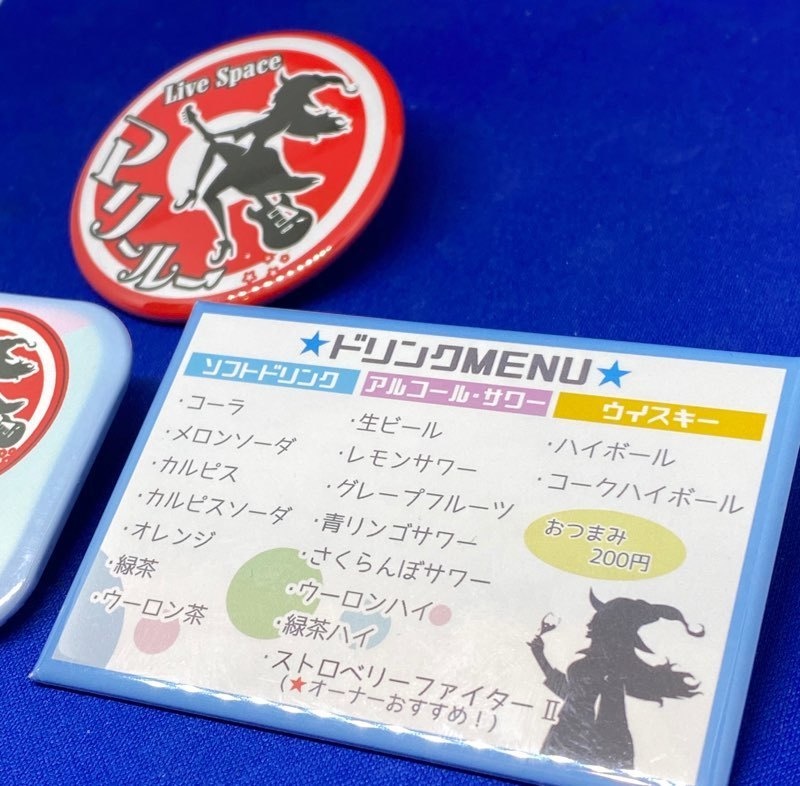 Live Space
マリールー
★ドリンクMENU★
ソフトドリンク
・コーラ
・メロンソーダ
・カルピス
・カルピスソーダ
・オレンジ
・緑茶
・ウーロン茶
アルコール・サワー
・生ビール
・レモンサワー
・グレープフルーツ
・青リンゴサワー
・さくらんぼサワー
・ウーロンハイ
・緑茶ハイ
・ストロベリーファイターⅡ
(★オーナーおすすめ!)
ウィスキー
・ハイボール
・コークハイボール
おつまみ
200円